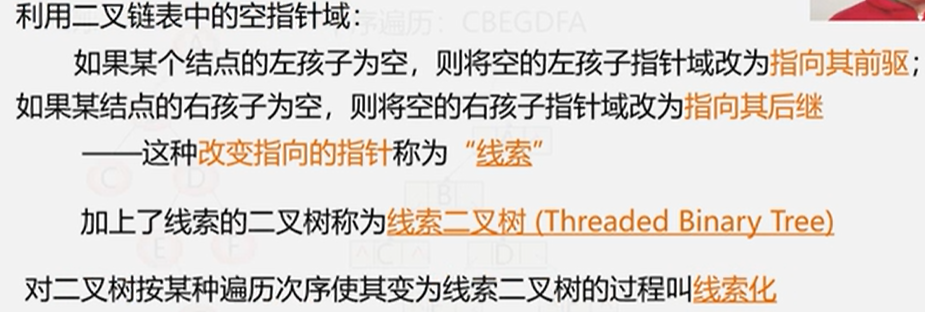 利用二叉链表中的空指针域：
序遍历：CBEGDFA
如果某个结点的左孩子为空，则将空的左孩子指针域改为指向其前驱；
如果某结点的右孩子为空，则将空的右孩子指针域改为指向其后继
——这种改变指向的指针称为“线索”
C D
B
加上了线索的二叉树称为线索二叉树 (Threaded Binary Tree)
E F ^ C ^ D
对二叉树按某种遍历次序使其变为线索二叉树的过程叫线索化